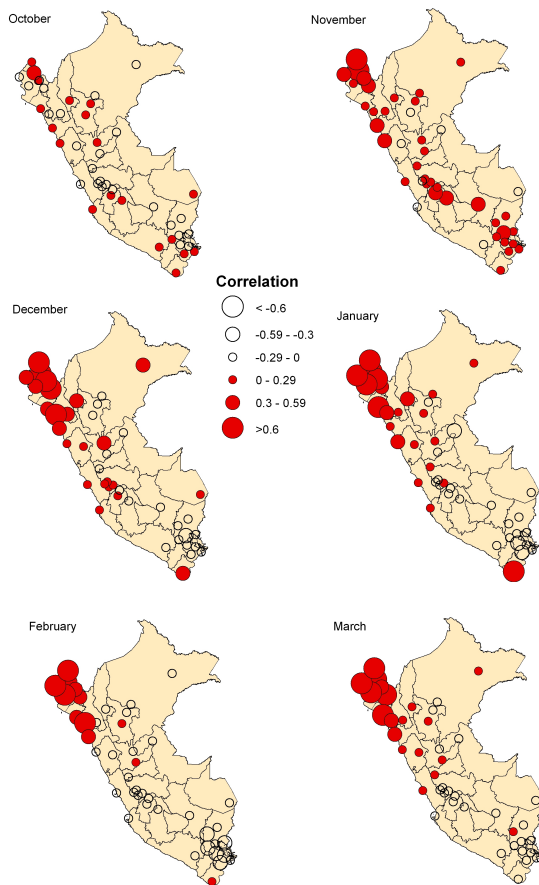 October
November
Correlation
< -0.6
-0.59 - -0.3
-0.29 - 0
0 - 0.29
0.3 - 0.59
>0.6
December
January
February
March